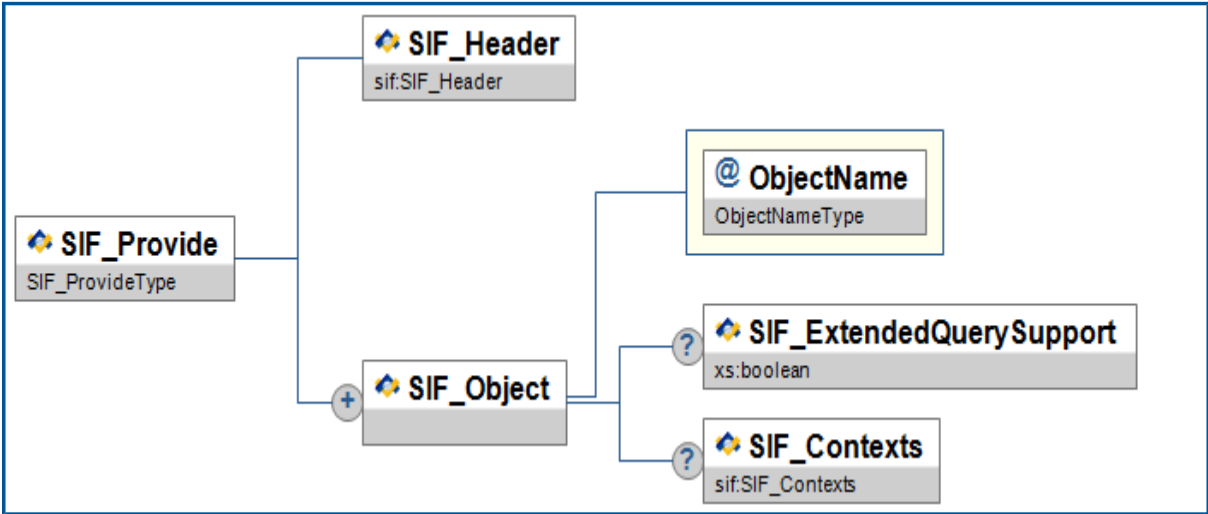 SIF_Header
sif:SIF_Header
@ ObjectName
ObjectNameType
SIF_Provide
SIF_ProvideType
? SIF_ExtendedQuerySupport
xs:boolean
+ SIF_Object
? SIF_Contexts
sif:SIF_Contexts